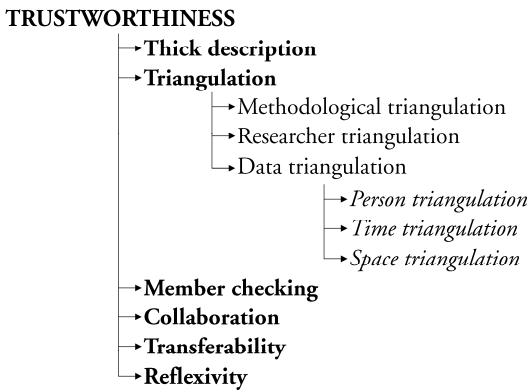 TRUSTWORTHINESS
Thick description
Triangulation
Methodological triangulation
Researcher triangulation
Data triangulation
Person triangulation
Time triangulation
Space triangulation
Member checking
Collaboration
Transferability
Reflexivity